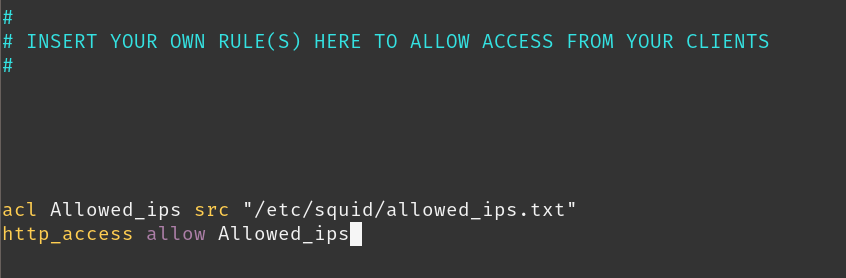 #
# INSERT YOUR OWN RULE(S) HERE TO ALLOW ACCESS FROM YOUR CLIENTS
#
acl Allowed_ips src "/etc/squid/allowed_ips.txt"
http_access allow Allowed_ips